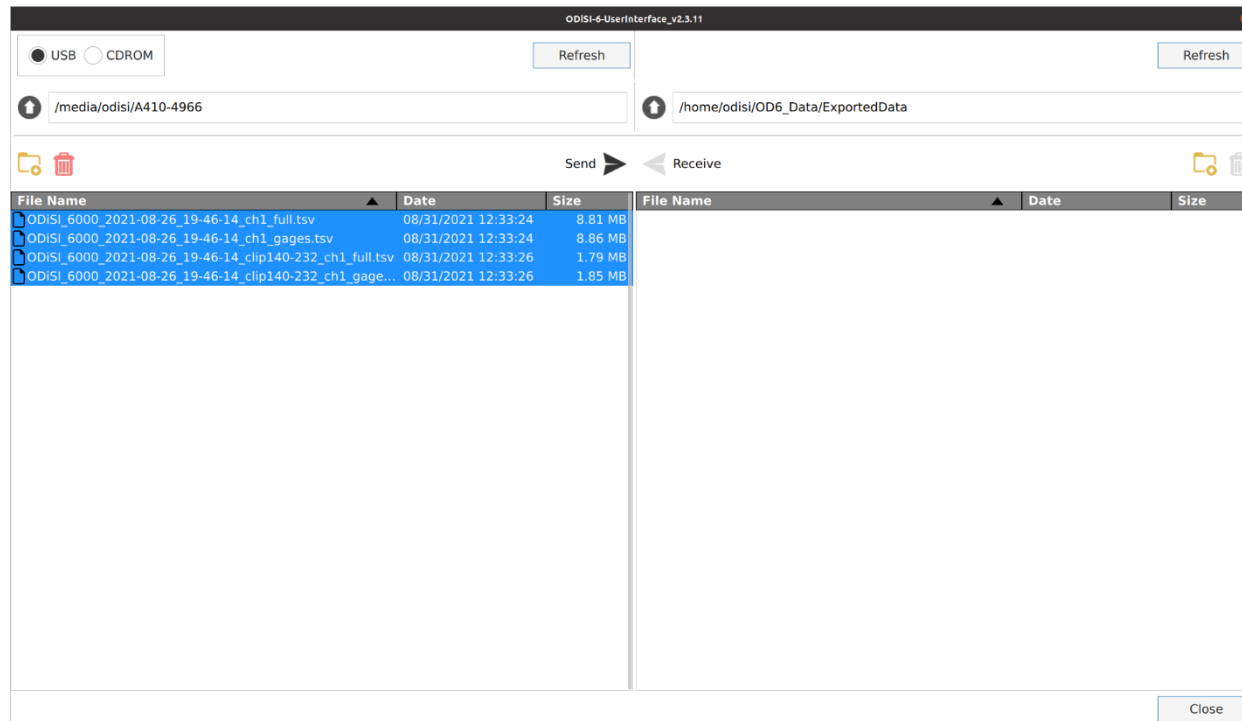 ODiSI-6-UserInterface_v2.3.11
USB CDROM Refresh Refresh
/media/odisi/A410-4966 /home/odisi/OD6_Data/ExportedData
Send Receive
File Name Date Size File Name Date Size
ODiSI_6000_2021-08-26_19-46-14_ch1_full.tsv 08/31/2021 12:33:24 8.81 MB
ODiSI_6000_2021-08-26_19-46-14_ch1_gages.tsv 08/31/2021 12:33:24 8.86 MB
ODiSI_6000_2021-08-26_19-46-14_clip140-232_ch1_full.tsv 08/31/2021 12:33:26 1.79 MB
ODiSI_6000_2021-08-26_19-46-14_clip140-232_ch1_gage... 08/31/2021 12:33:26 1.85 MB
Close